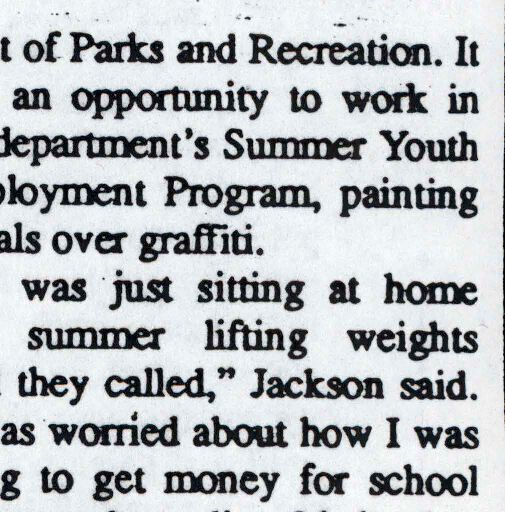 t of Parks and Recreation. It
an opportunity to work in
department's Summer Youth
ployment Program, painting
als over graffiti.
was just sitting at home
summer lifting weights
they called,” Jackson said.
as worried about how I was
g to get money for school